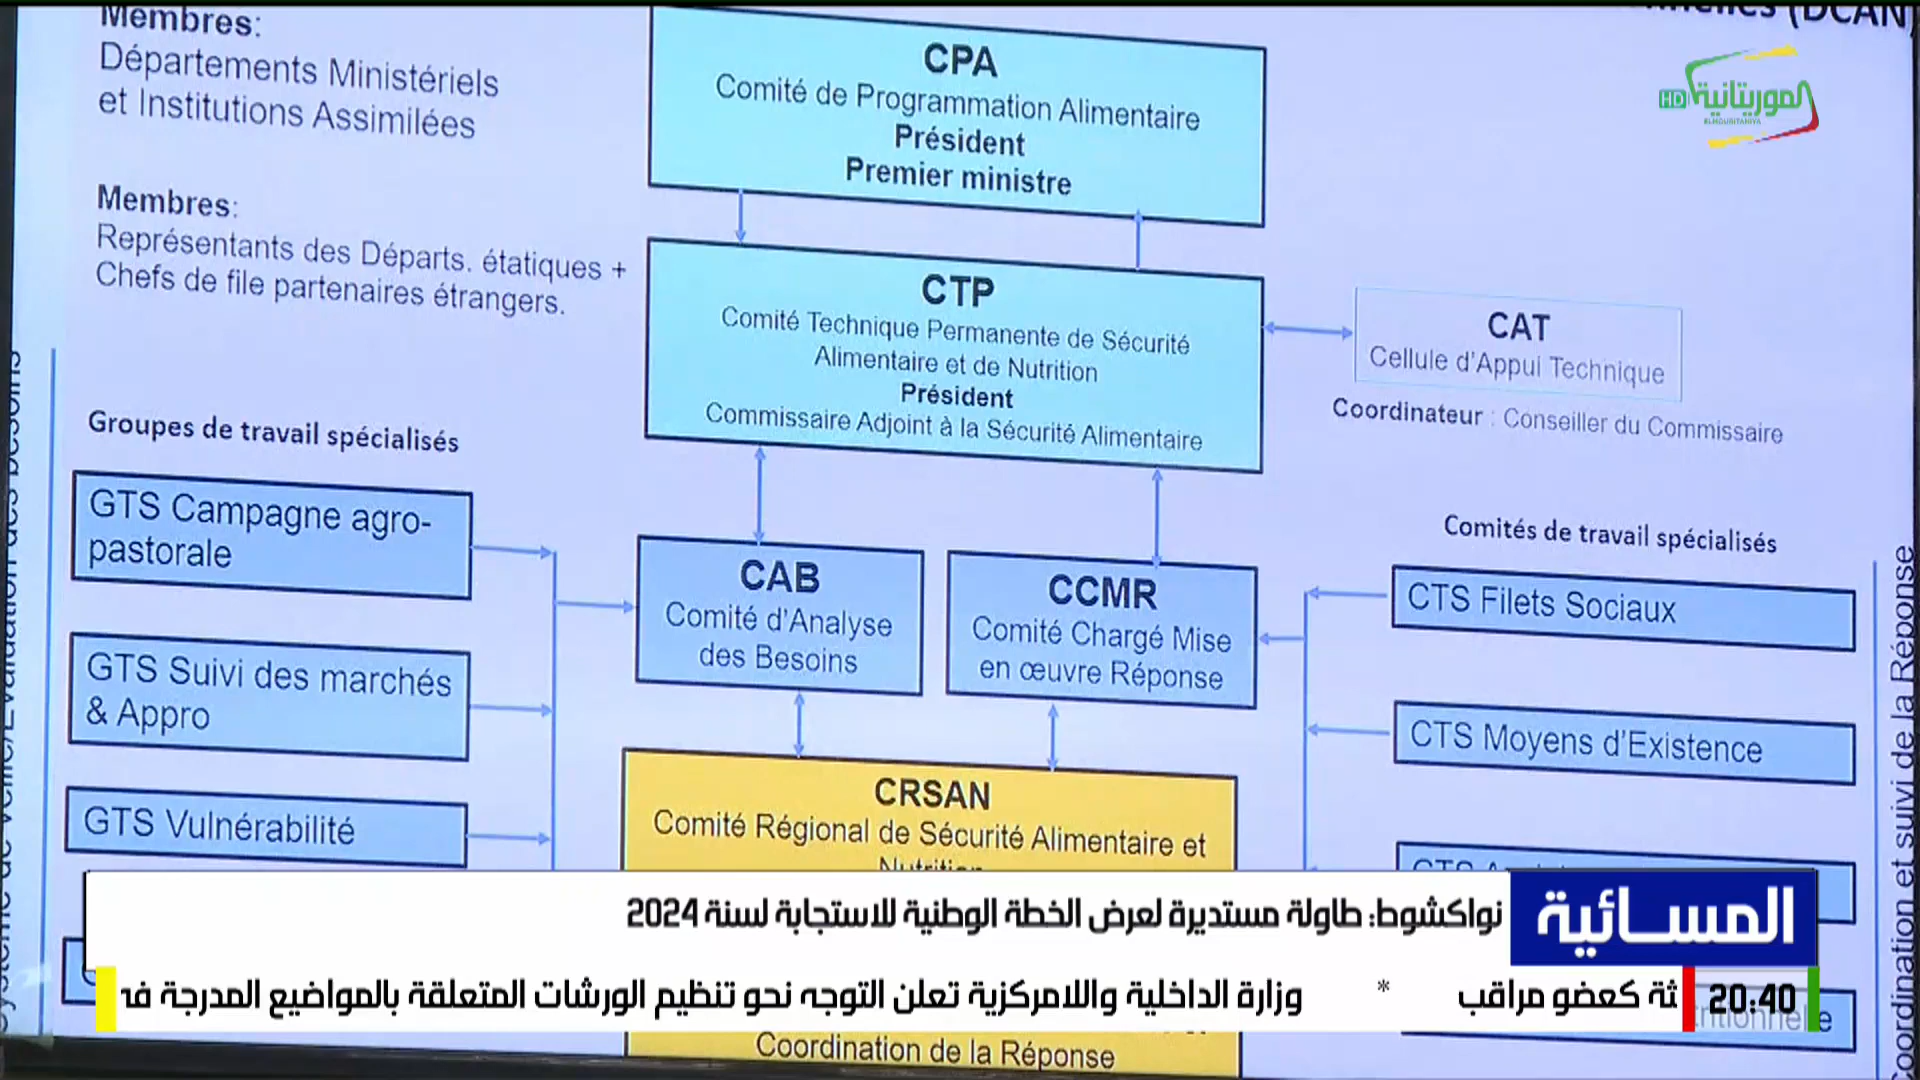 Membres:
Départements Ministériels
et Institutions Assimilées
(DCAN)
CPA
Comité de Programmation Alimentaire
Président
Premier ministre
HD
الموريتانية
ELMOURITANIYA
Membres:
Représentants des Départs. étatiques +
Chefs de file partenaires étrangers.
CTP
Comité Technique Permanente de Sécurité
Alimentaire et de Nutrition
Président
Commissaire Adjoint à la Sécurité Alimentaire
CAT
Cellule d'Appui Technique
Coordinateur : Conseiller du Commissaire
Groupes de travail spécialisés
GTS Campagne agro-
pastorale
GTS Suivi des marchés
& Appro
GTS Vulnérabilité
CAB
Comité d'Analyse
des Besoins
CCMR
Comité Chargé Mise
en œuvre Réponse
Comités de travail spécialisés
CTS Filets Sociaux
CTS Moyens d'Existence
CTS
CRSAN
Comité Régional de Sécurité Alimentaire et
Nutrition
Coordination de la Réponse
Coordination et suivi de la Réponse
المسائية
نواكشوط: طاولة مستديرة لعرض الخطة الوطنية للاستجابة لسنة 2024
20:40
ثة كعضو مراقب * وزارة الداخلية واللامركزية تعلن التوجه نحو تنظيم الورشات المتعلقة بالمواضيع المدرجة في